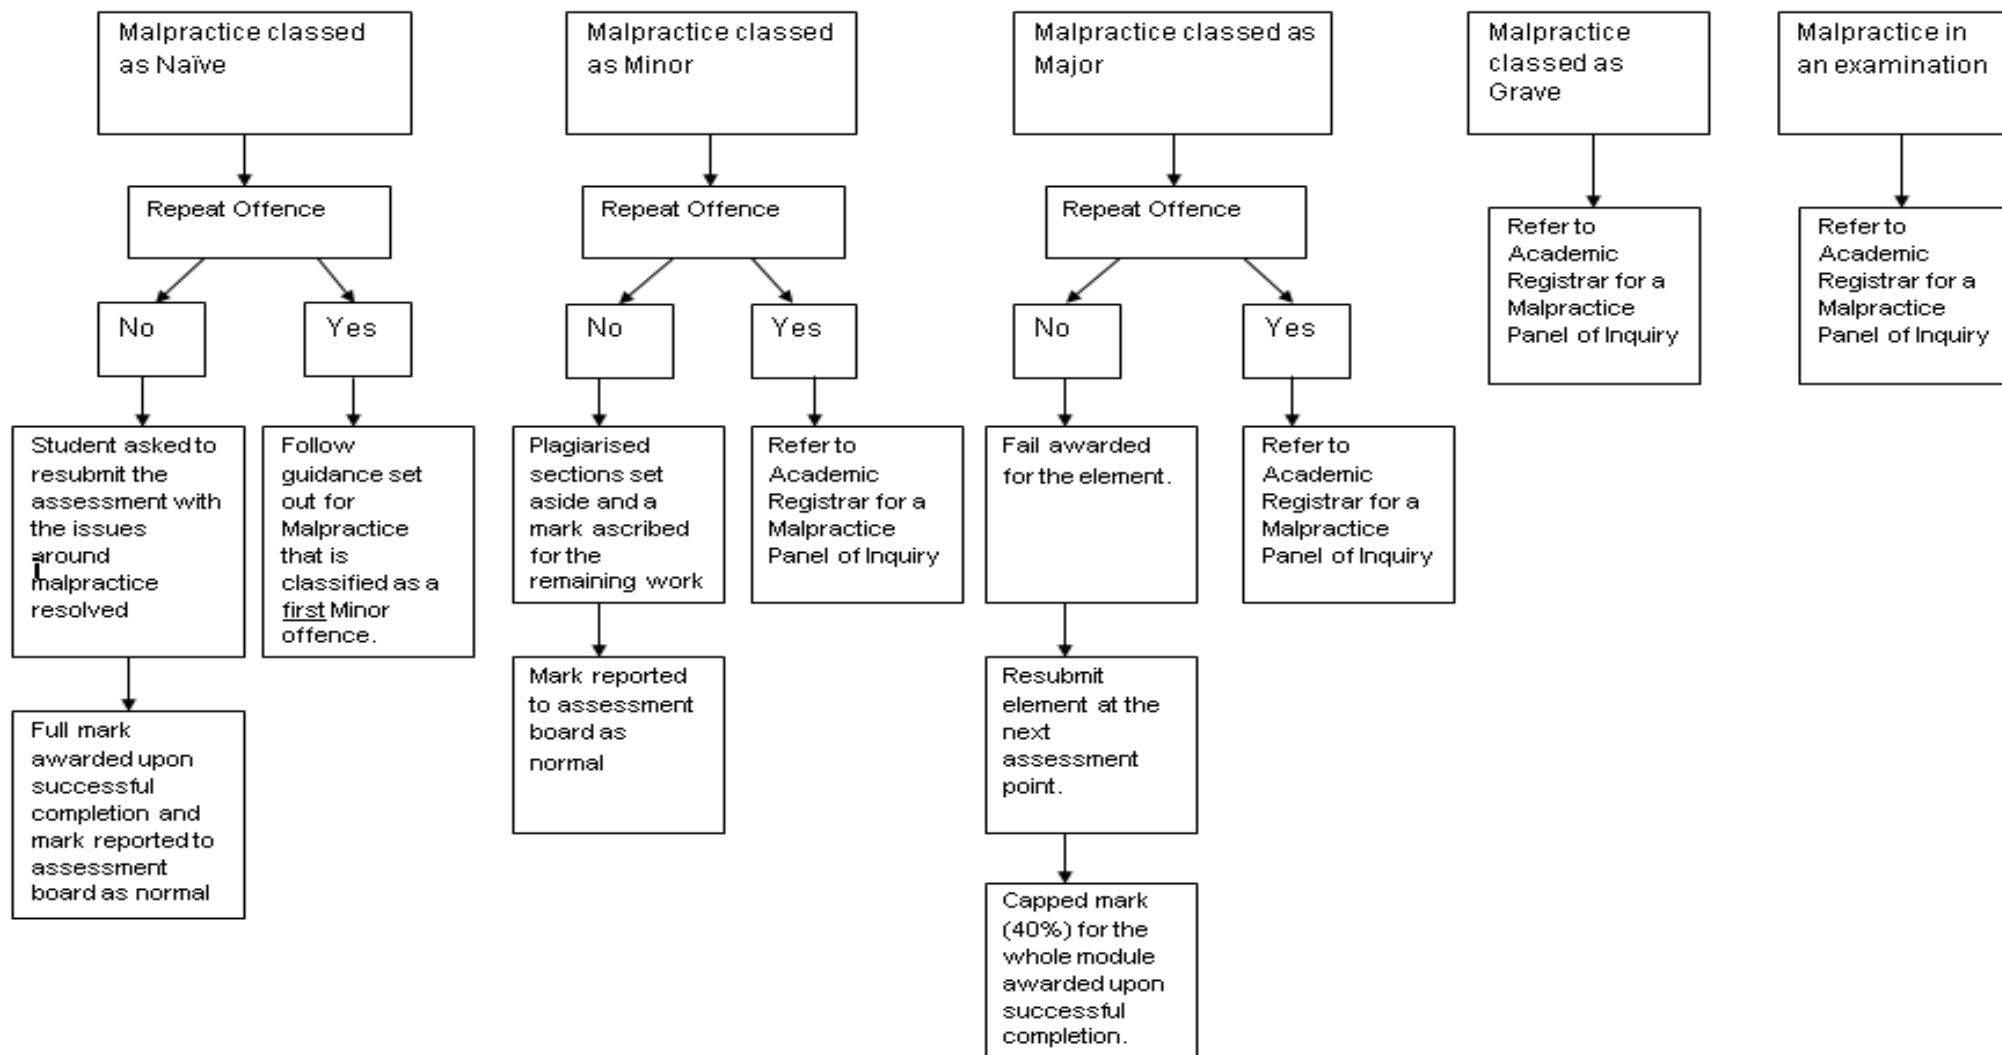 Malpractice classed
as Naïve
Repeat Offence
No
Yes
Student asked to
resubmit the
assessment with
the issues
around
malpractice
resolved
Follow
guidance set
out for
Malpractice
that is
classified as a
first Minor
offence.
Full mark
awarded upon
successful
completion and
mark reported to
assessment
board as normal
Malpractice classed
as Minor
Repeat Offence
No
Yes
Plagiarised
sections set
aside and a
mark ascribed
for the
remaining work
Refer to
Academic
Registrar for a
Malpractice
Panel of Inquiry
Mark reported
to assessment
board as
normal
Malpractice classed as
Major
Repeat Offence
No
Yes
Fail awarded
for the element.
Refer to
Academic
Registrar for a
Malpractice
Panel of Inquiry
Resubmit
element at the
next
assessment
point.
Capped mark
(40%) for the
whole module
awarded upon
successful
completion.
Malpractice
classed as
Grave
Refer to
Academic
Registrar for a
Malpractice
Panel of Inquiry
Malpractice in
an examination
Refer to
Academic
Registrar for a
Malpractice
Panel of Inquiry